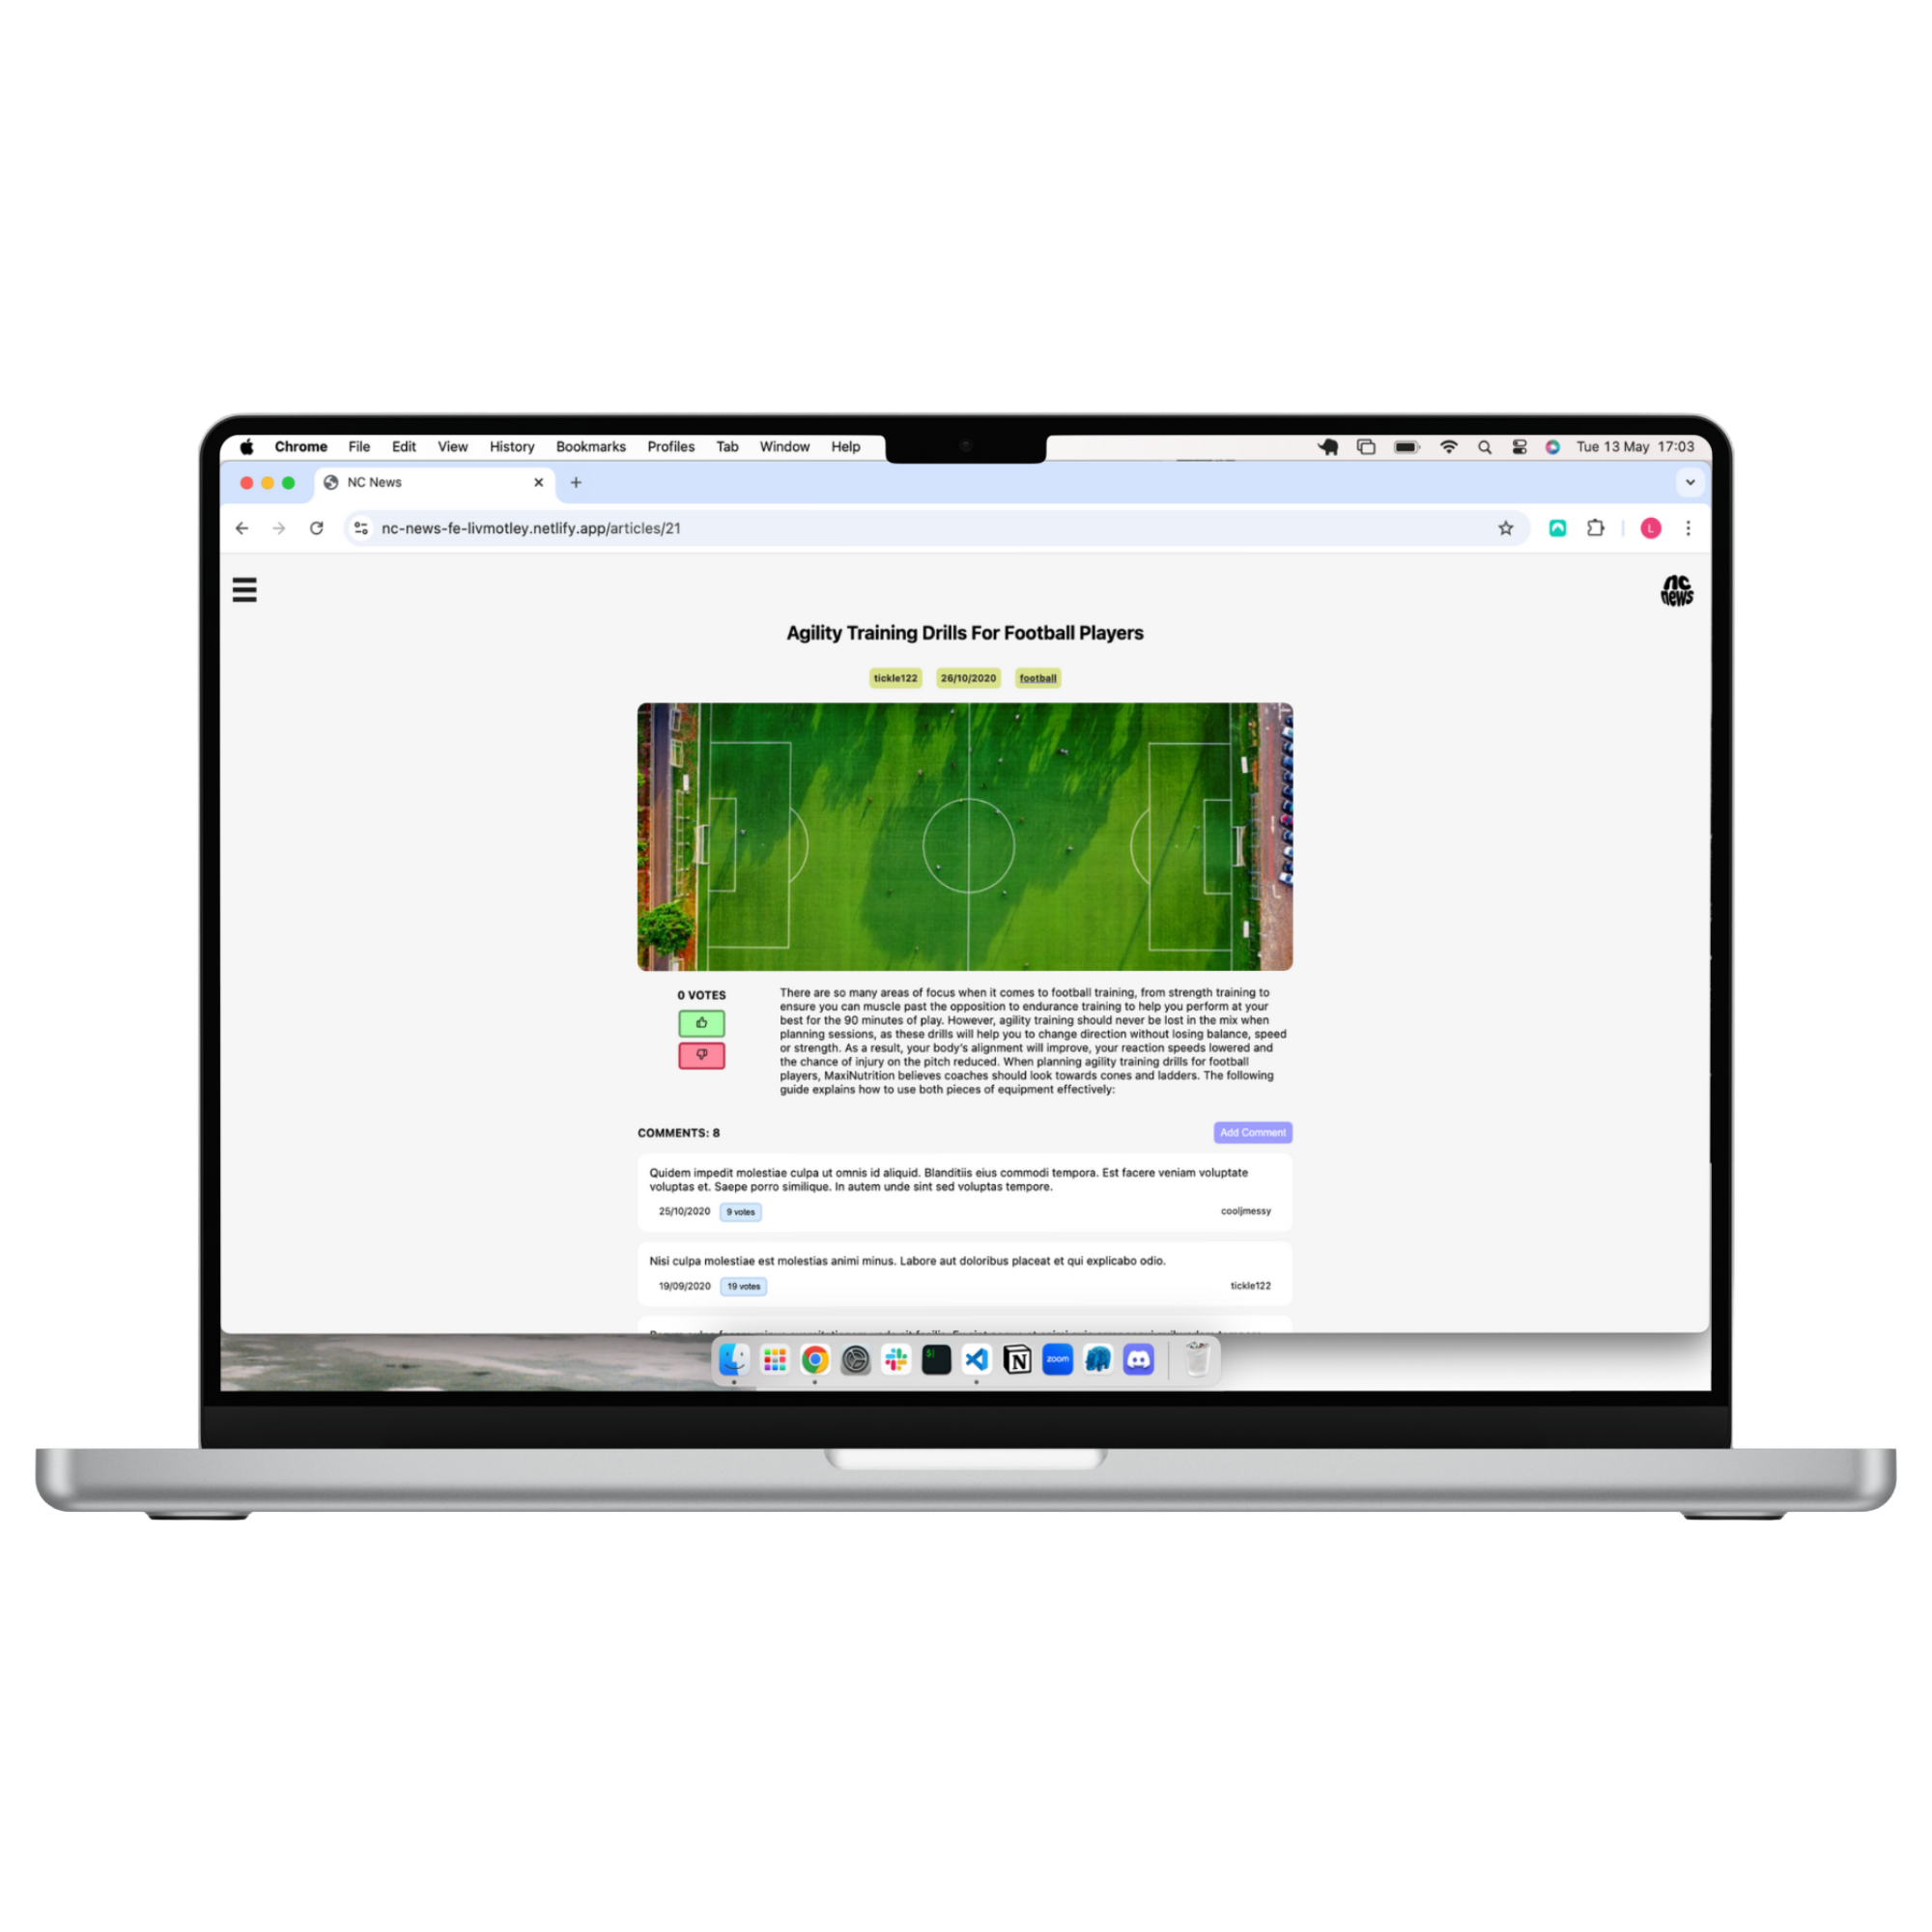 Chrome File Edit View History Bookmarks Profiles Tab Window Help Tue 13 May 17:03
NC News
nc-news-fe-livmotley.netlify.app/articles/21
L
nc
news
Agility Training Drills For Football Players
tickle122 26/10/2020 football
0 VOTES
There are so many areas of focus when it comes to football training, from strength training to
ensure you can muscle past the opposition to endurance training to help you perform at your
best for the 90 minutes of play. However, agility training should never be lost in the mix when
planning sessions, as these drills will help you to change direction without losing balance, speed
or strength. As a result, your body's alignment will improve, your reaction speeds lowered and
the chance of injury on the pitch reduced. When planning agility training drills for football
players, MaxiNutrition believes coaches should look towards cones and ladders. The following
guide explains how to use both pieces of equipment effectively:
COMMENTS: 8 Add Comment
Quidem impedit molestiae culpa ut omnis id aliquid. Blanditiis eius commodi tempora. Est facere veniam voluptate
voluptas et. Saepe porro similique. In autem unde sint sed voluptas tempore.
25/10/2020 9 votes cooljmessy
Nisi culpa molestiae est molestias animi minus. Labore aut doloribus placeat et qui explicabo odio.
19/09/2020 19 votes tickle122
$|
N
zoom